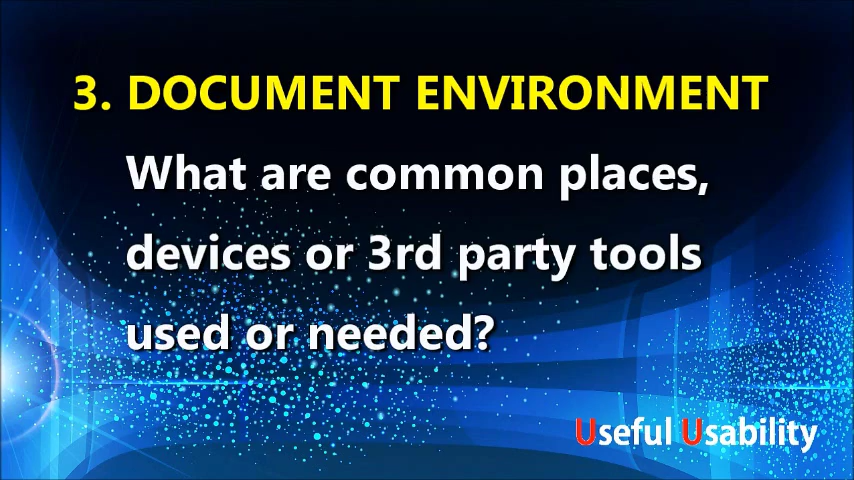 3. DOCUMENT ENVIRONMENT
What are common places,
devices or 3rd party tools
used or needed?
Useful Usability